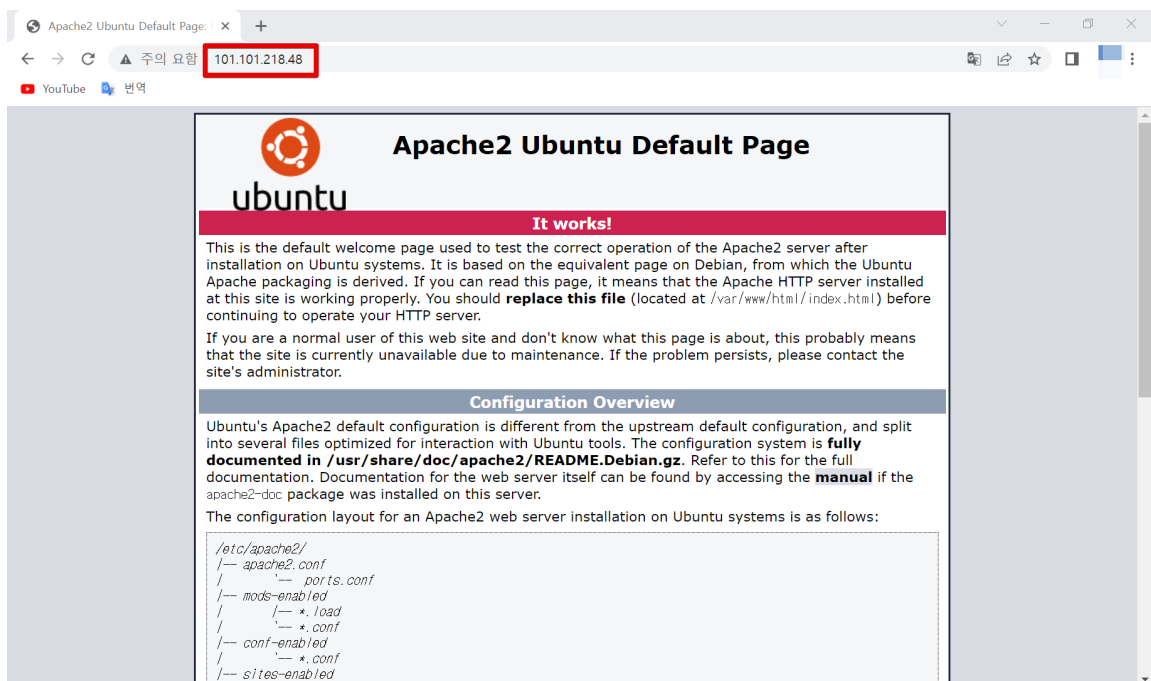 Apache2 Ubuntu Default Page:
주의 요함 101.101.218.48
YouTube 번역
ubuntu
Apache2 Ubuntu Default Page
It works!
This is the default welcome page used to test the correct operation of the Apache2 server after
installation on Ubuntu systems. It is based on the equivalent page on Debian, from which the Ubuntu
Apache packaging is derived. If you can read this page, it means that the Apache HTTP server installed
at this site is working properly. You should replace this file (located at /var/www/html/index.html) before
continuing to operate your HTTP server.
If you are a normal user of this web site and don't know what this page is about, this probably means
that the site is currently unavailable due to maintenance. If the problem persists, please contact the
site's administrator.
Configuration Overview
Ubuntu's Apache2 default configuration is different from the upstream default configuration, and split
into several files optimized for interaction with Ubuntu tools. The configuration system is fully
documented in /usr/share/doc/apache2/README.Debian.gz. Refer to this for the full
documentation. Documentation for the web server itself can be found by accessing the manual if the
apache2-doc package was installed on this server.
The configuration layout for an Apache2 web server installation on Ubuntu systems is as follows:
/etc/apache2/
|-- apache2.conf
|       `--  ports.conf
|-- mods-enabled
|       |-- *.load
|       `-- *.conf
|-- conf-enabled
|       `-- *.conf
|-- sites-enabled